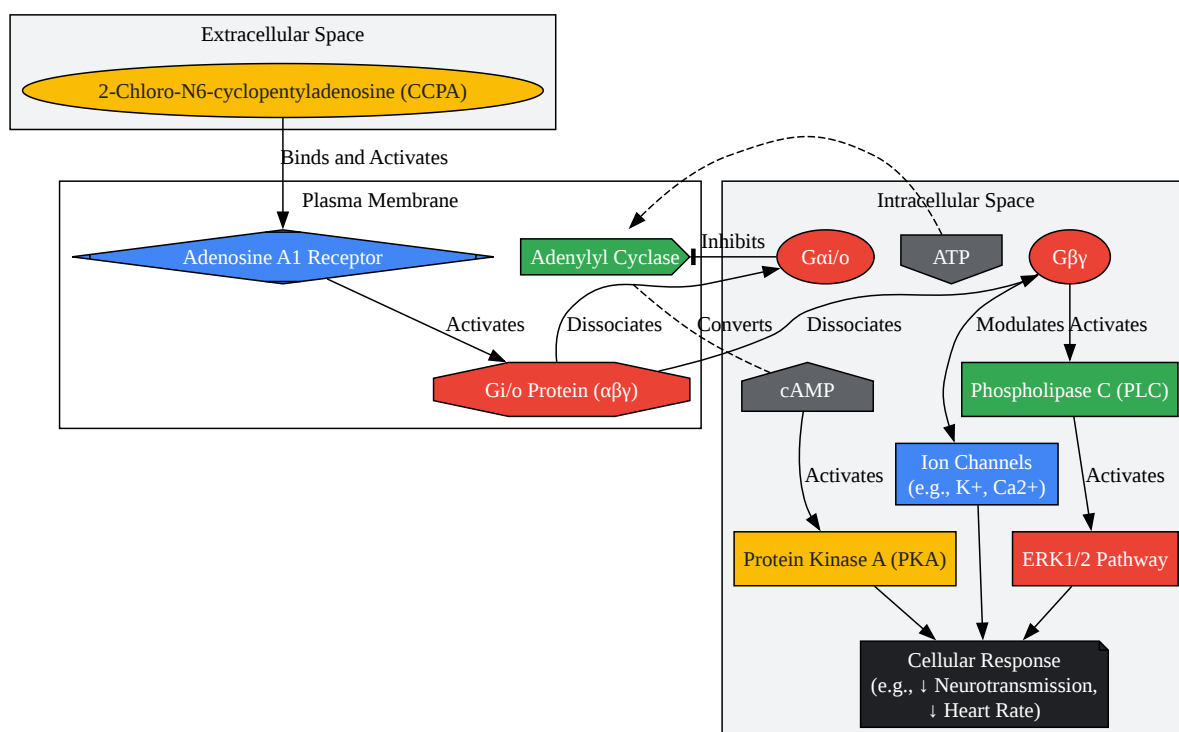 Extracellular Space
2-Chloro-N6-cyclopentyladenosine (CCPA)
Binds and Activates
Plasma Membrane
Intracellular Space
Adenosine A1 Receptor
Adenylyl Cyclase
Inhibits
Gαi/o
ATP
Gβγ
Activates
Dissociates
Converts
Dissociates
Modulates
Activates
Gi/o Protein (αβγ)
cAMP
Phospholipase C (PLC)
Activates
Ion Channels
(e.g., K+, Ca2+)
Activates
Protein Kinase A (PKA)
ERK1/2 Pathway
Cellular Response
(e.g., ↓ Neurotransmission,
↓ Heart Rate)